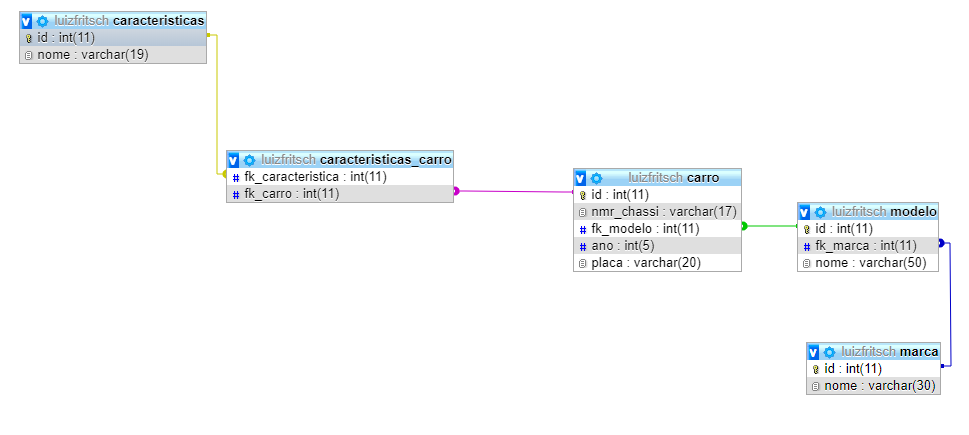 luizfritsch caracteristicas
id : int(11)
nome : varchar(19)
luizfritsch caracteristicas_carro
# fk_caracteristica : int(11)
# fk_carro : int(11)
luizfritsch carro
id : int(11)
nmr_chassi : varchar(17)
# fk_modelo : int(11)
# ano : int(5)
placa : varchar(20)
luizfritsch modelo
id : int(11)
# fk_marca : int(11)
nome : varchar(50)
luizfritsch marca
id : int(11)
nome : varchar(30)